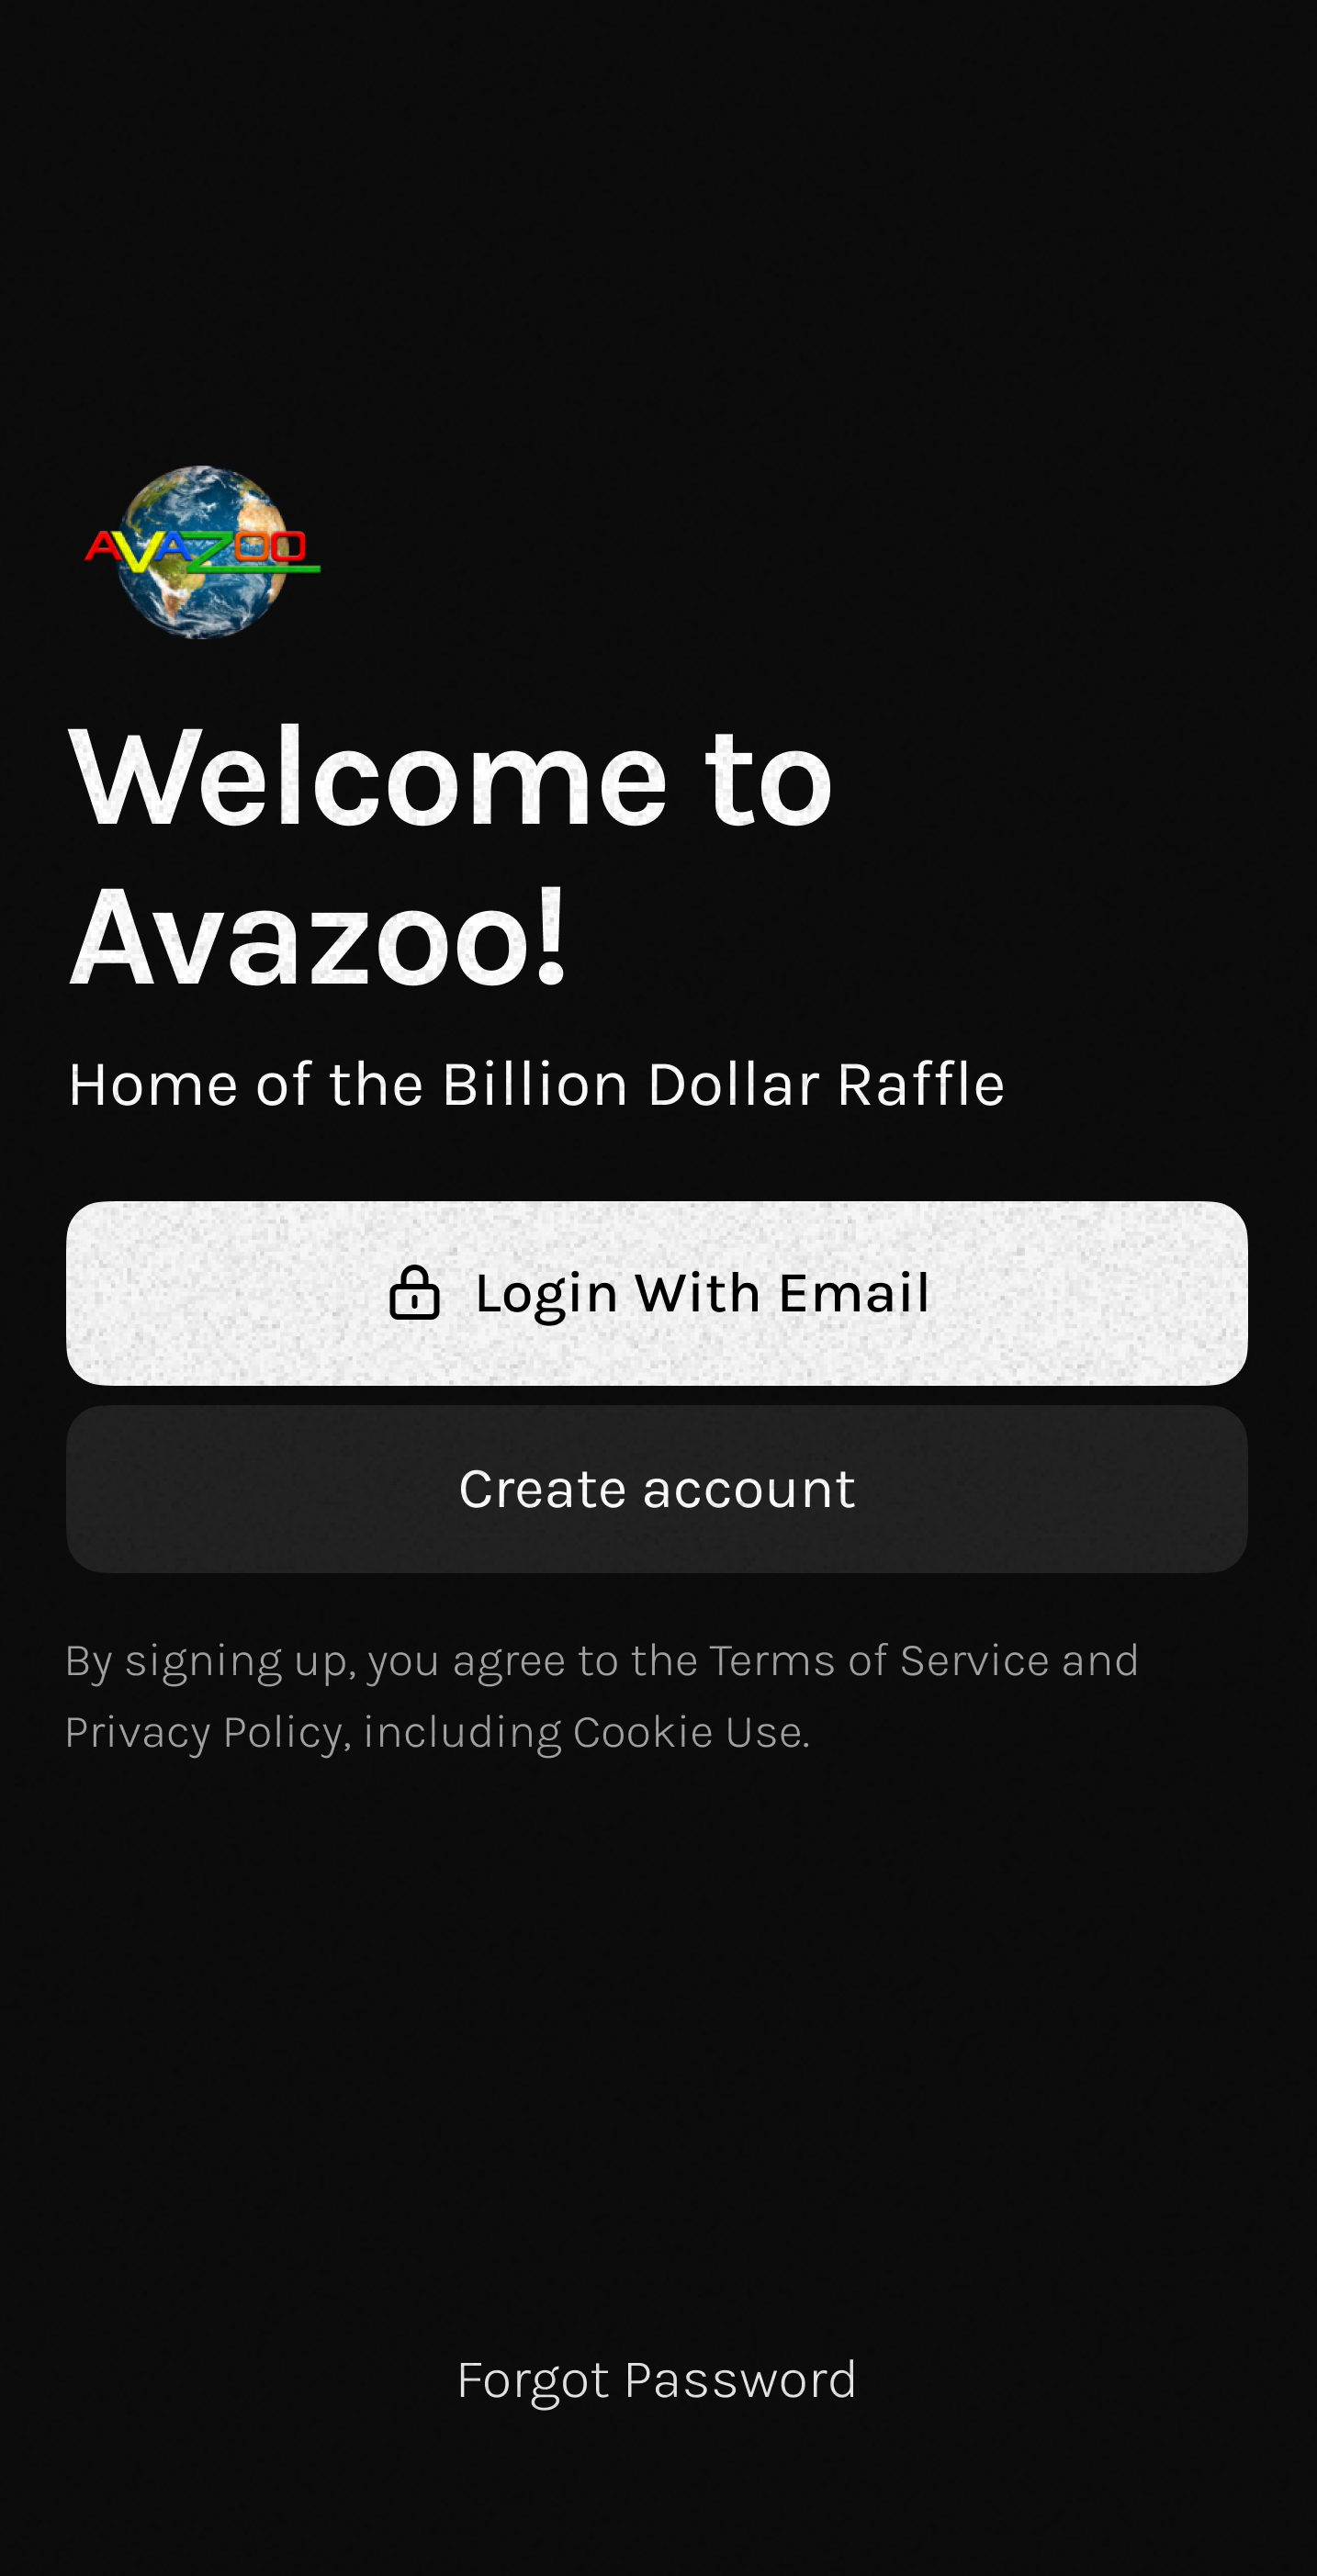 AVAZOO
Welcome to
Avazoo!
Home of the Billion Dollar Raffle
Login With Email
Create account
By signing up, you agree to the Terms of Service and
Privacy Policy, including Cookie Use.
Forgot Password